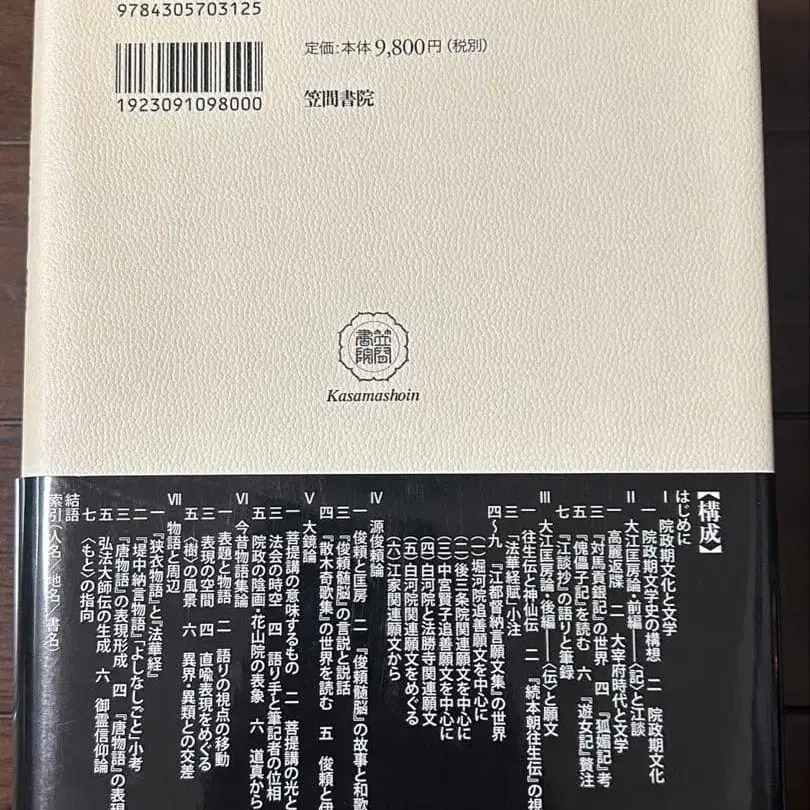 9784305703125
定価：本体9,800円（税別）
1923091098000
笠間書院
笠間書院
Kasamashoin
【構成】
はじめに
Ⅰ 院政期文化と文学
一 院政期文学史の構想 二 院政期文化
Ⅱ 大江匡房論・前編――〈記〉と江談
一 高麗返牒 二 大宰府時代と文学
三 『対馬貢銀記』の世界 四 『狐媚記』考
五 『傀儡子記』を読む 六 『遊女記』贅注
七 『江談抄』の語りと筆録
Ⅲ 大江匡房論・後編――〈伝〉と願文
一 往生伝と神仙伝 二 『続本朝往生伝』の視
三 「法華経賦」小注
四〜九 『江都督納言願文集』の世界
（一）堀河院追善願文を中心に
（二）後三条院関連願文を中心に
（三）中宮賢子追善願文を中心に
（四）白河院と法勝寺関連願文
（五）白河院関連願文をめぐる
（六）江家関連願文から
Ⅳ 源俊頼論
一 俊頼と匡房 二 『俊頼髄脳』の故事と和歌
三 『俊頼髄脳』の言説と説話
四 『散木奇歌集』の世界を読む 五 俊頼と伊
Ⅴ 大鏡論
一 菩提講の意味するもの 二 菩提講の光と
三 法会の時空 四 語り手と筆記者の位相
五 院政の陰画・花山院の表象 六 道真から
Ⅵ 今昔物語集論
一 表題と物語 二 語りの視点の移動
三 表現の空間 四 直喩表現をめぐる
五 〈樹〉の風景 六 異界・異類との交差
Ⅶ 物語と周辺
一 『狭衣物語』と『法華経』
二 『堤中納言物語』「よしなしごと」小考
三 『唐物語』の表現形成 四 『唐物語』の表現
五 弘法大師伝の生成 六 御霊信仰論
七 〈もと〉の指向
結語
索引（人名／地名／書名）